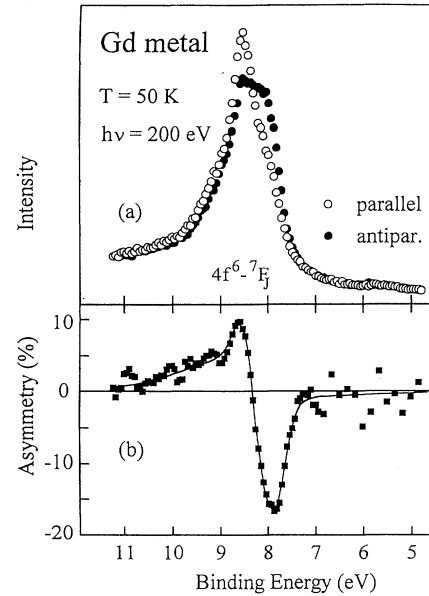 Gd metal
T = 50 K
hν = 200 eV
Intensity
(a)
parallel
antipar.
4f⁶-⁷Fj
Asymmetry (%)
10
0
-10
-20
(b)
11 10 9 8 7 6 5
Binding Energy (eV)